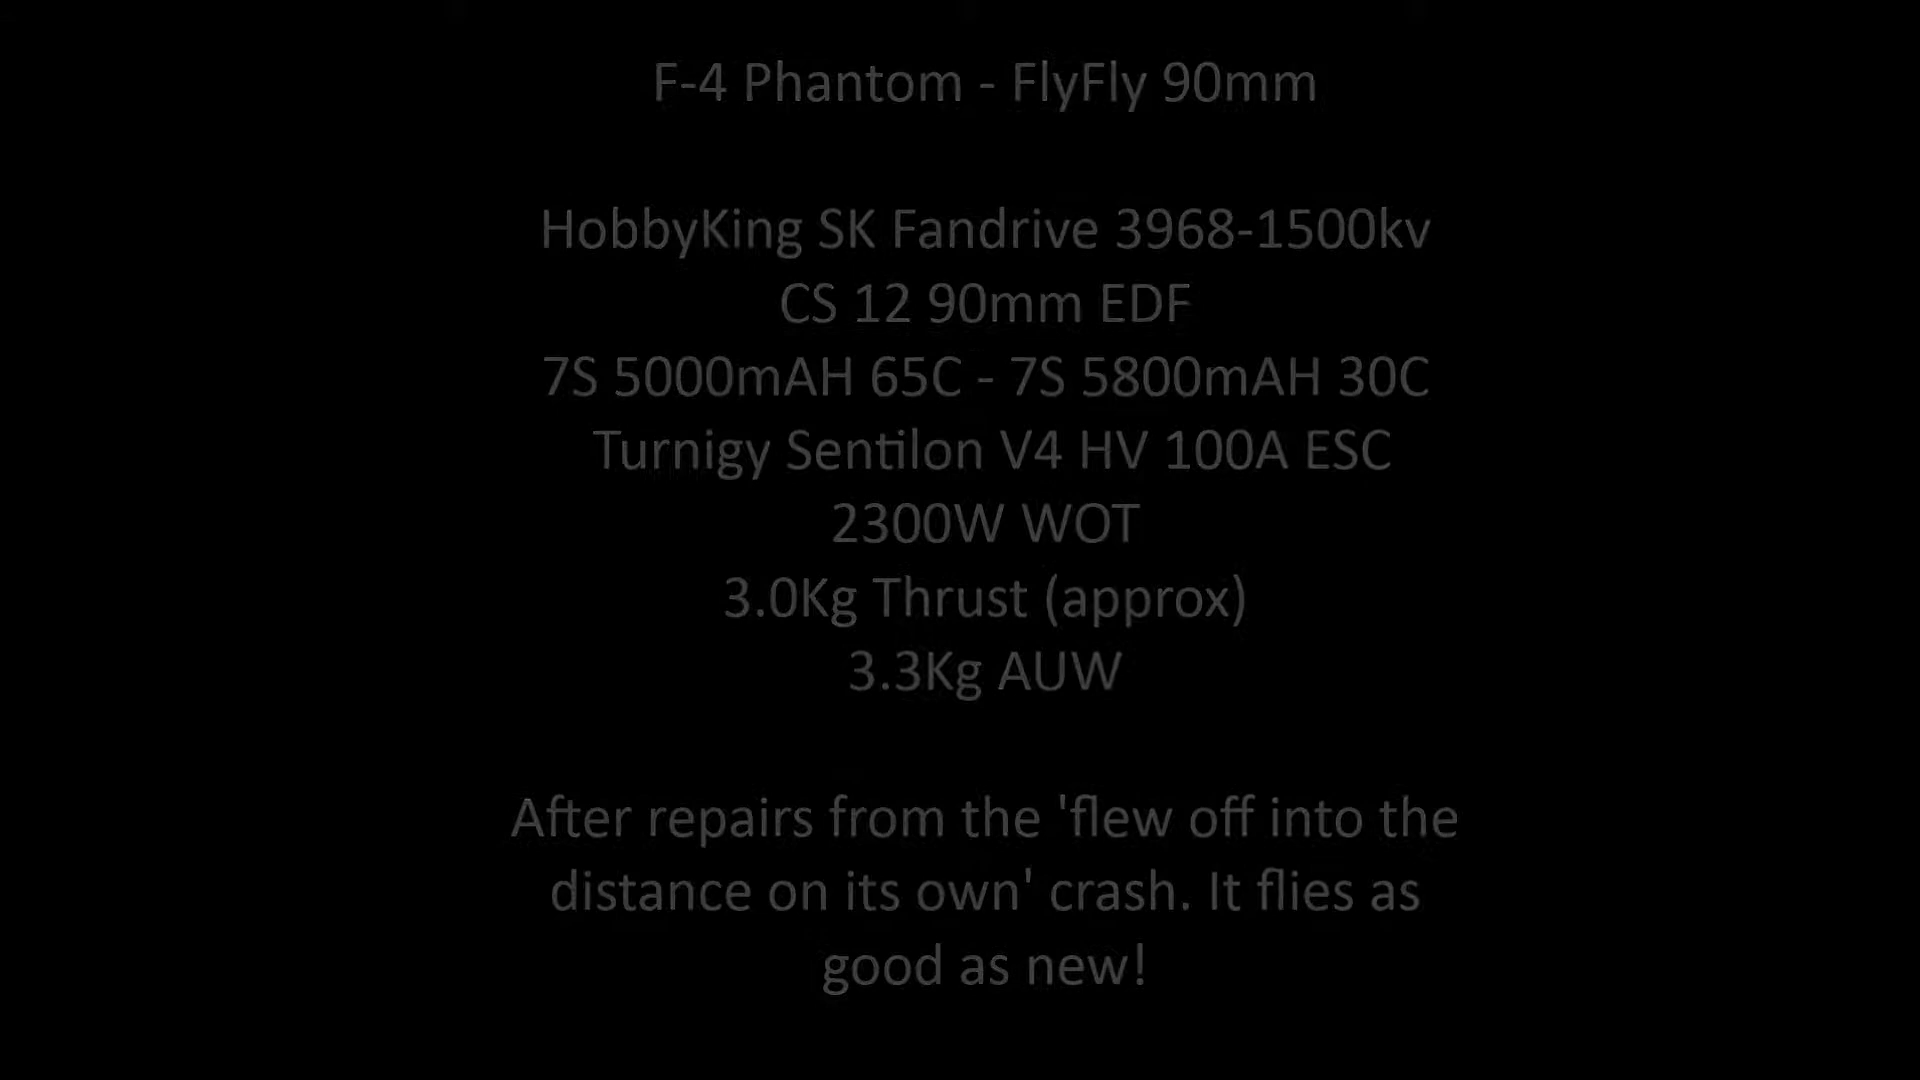 F-4 Phantom - FlyFly 90mm
HobbyKing SK Fandrive 3968-1500kv
CS 12 90mm EDF
7S 5000mAH 65C - 7S 5800mAH 30C
Turnigy Sentilon V4 HV 100A ESC
2300W WOT
3.0Kg Thrust (approx)
3.3Kg AUW
After repairs from the 'flew off into the
distance on its own' crash. It flies as
good as new!